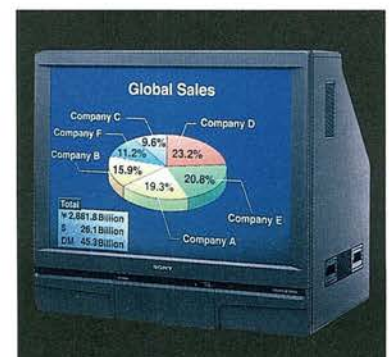 Global Sales
Company C
Company F
Company B
Company D
Company E
Company A
9.6%
11.2%
15.9%
23.2%
20.8%
19.3%
Total
¥ 2,881.8 Billion
$ 26.1 Billion
DM 45.3 Billion
SONY